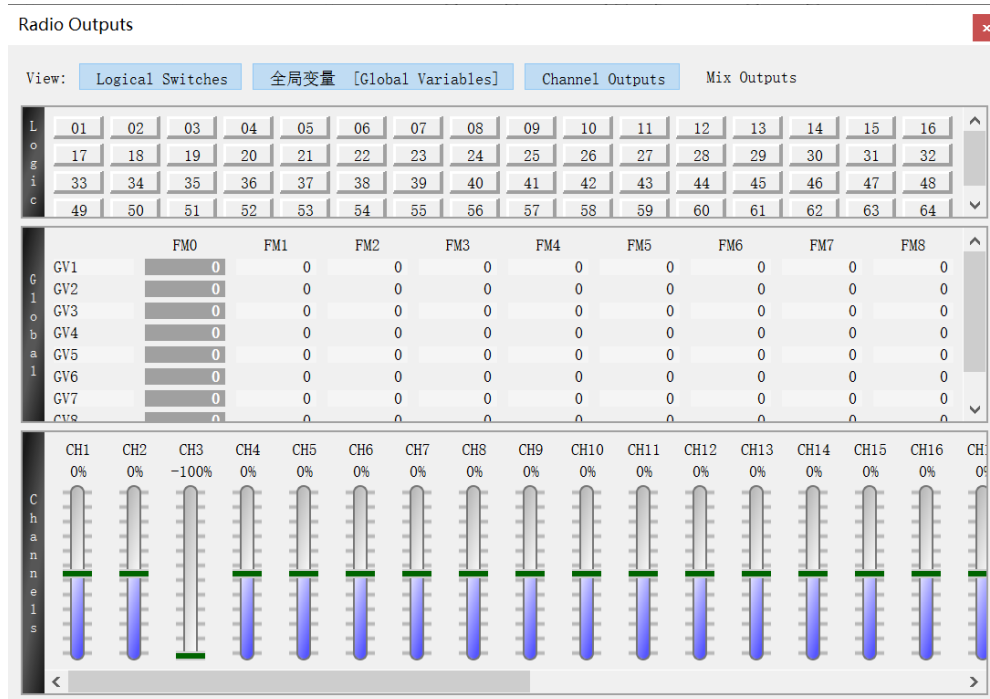 Radio Outputs
View: Logical Switches 全局变量 [Global Variables] Channel Outputs Mix Outputs
Logic
01 02 03 04 05 06 07 08 09 10 11 12 13 14 15 16
17 18 19 20 21 22 23 24 25 26 27 28 29 30 31 32
33 34 35 36 37 38 39 40 41 42 43 44 45 46 47 48
49 50 51 52 53 54 55 56 57 58 59 60 61 62 63 64
Global
FM0 FM1 FM2 FM3 FM4 FM5 FM6 FM7 FM8
GV1 0 0 0 0 0 0 0 0 0
GV2 0 0 0 0 0 0 0 0 0
GV3 0 0 0 0 0 0 0 0 0
GV4 0 0 0 0 0 0 0 0 0
GV5 0 0 0 0 0 0 0 0 0
GV6 0 0 0 0 0 0 0 0 0
GV7 0 0 0 0 0 0 0 0 0
GV8 0 0 0 0 0 0 0 0 0
Channels
CH1 CH2 CH3 CH4 CH5 CH6 CH7 CH8 CH9 CH10 CH11 CH12 CH13 CH14 CH15 CH16
0% 0% -100% 0% 0% 0% 0% 0% 0% 0% 0% 0% 0% 0% 0% 0%